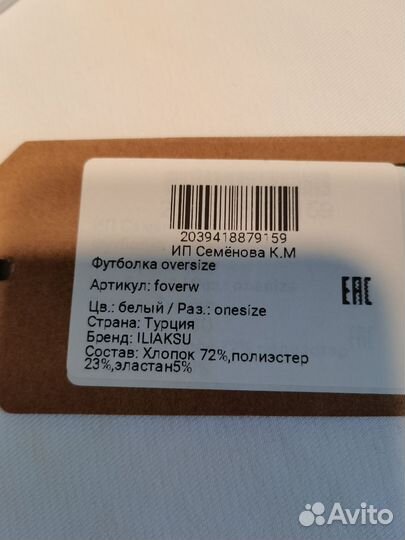 2039418879159
ИП Семёнова К.М
Футболка oversize
Артикул: foverw
Цв.: белый / Раз.: onesize
Страна: Турция
Бренд: ILIAKSU
Состав: Хлопок 72%,полиэстер
23%,эластан5%
EAC
Avito